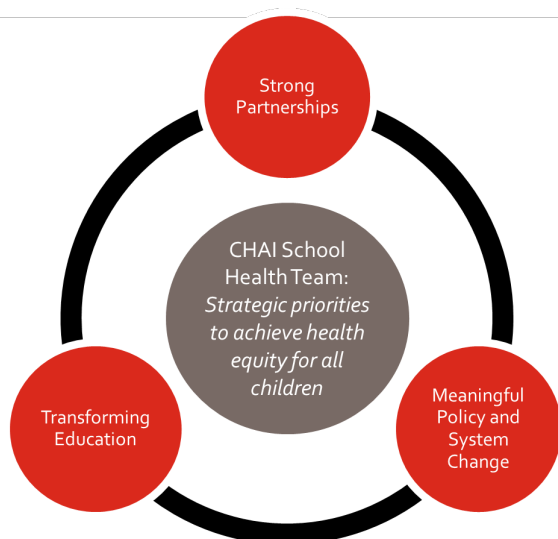 Strong
Partnerships
CHAI School
Health Team:
Strategic priorities
to achieve health
equity for all
children
Transforming
Education
Meaningful
Policy and
System
Change